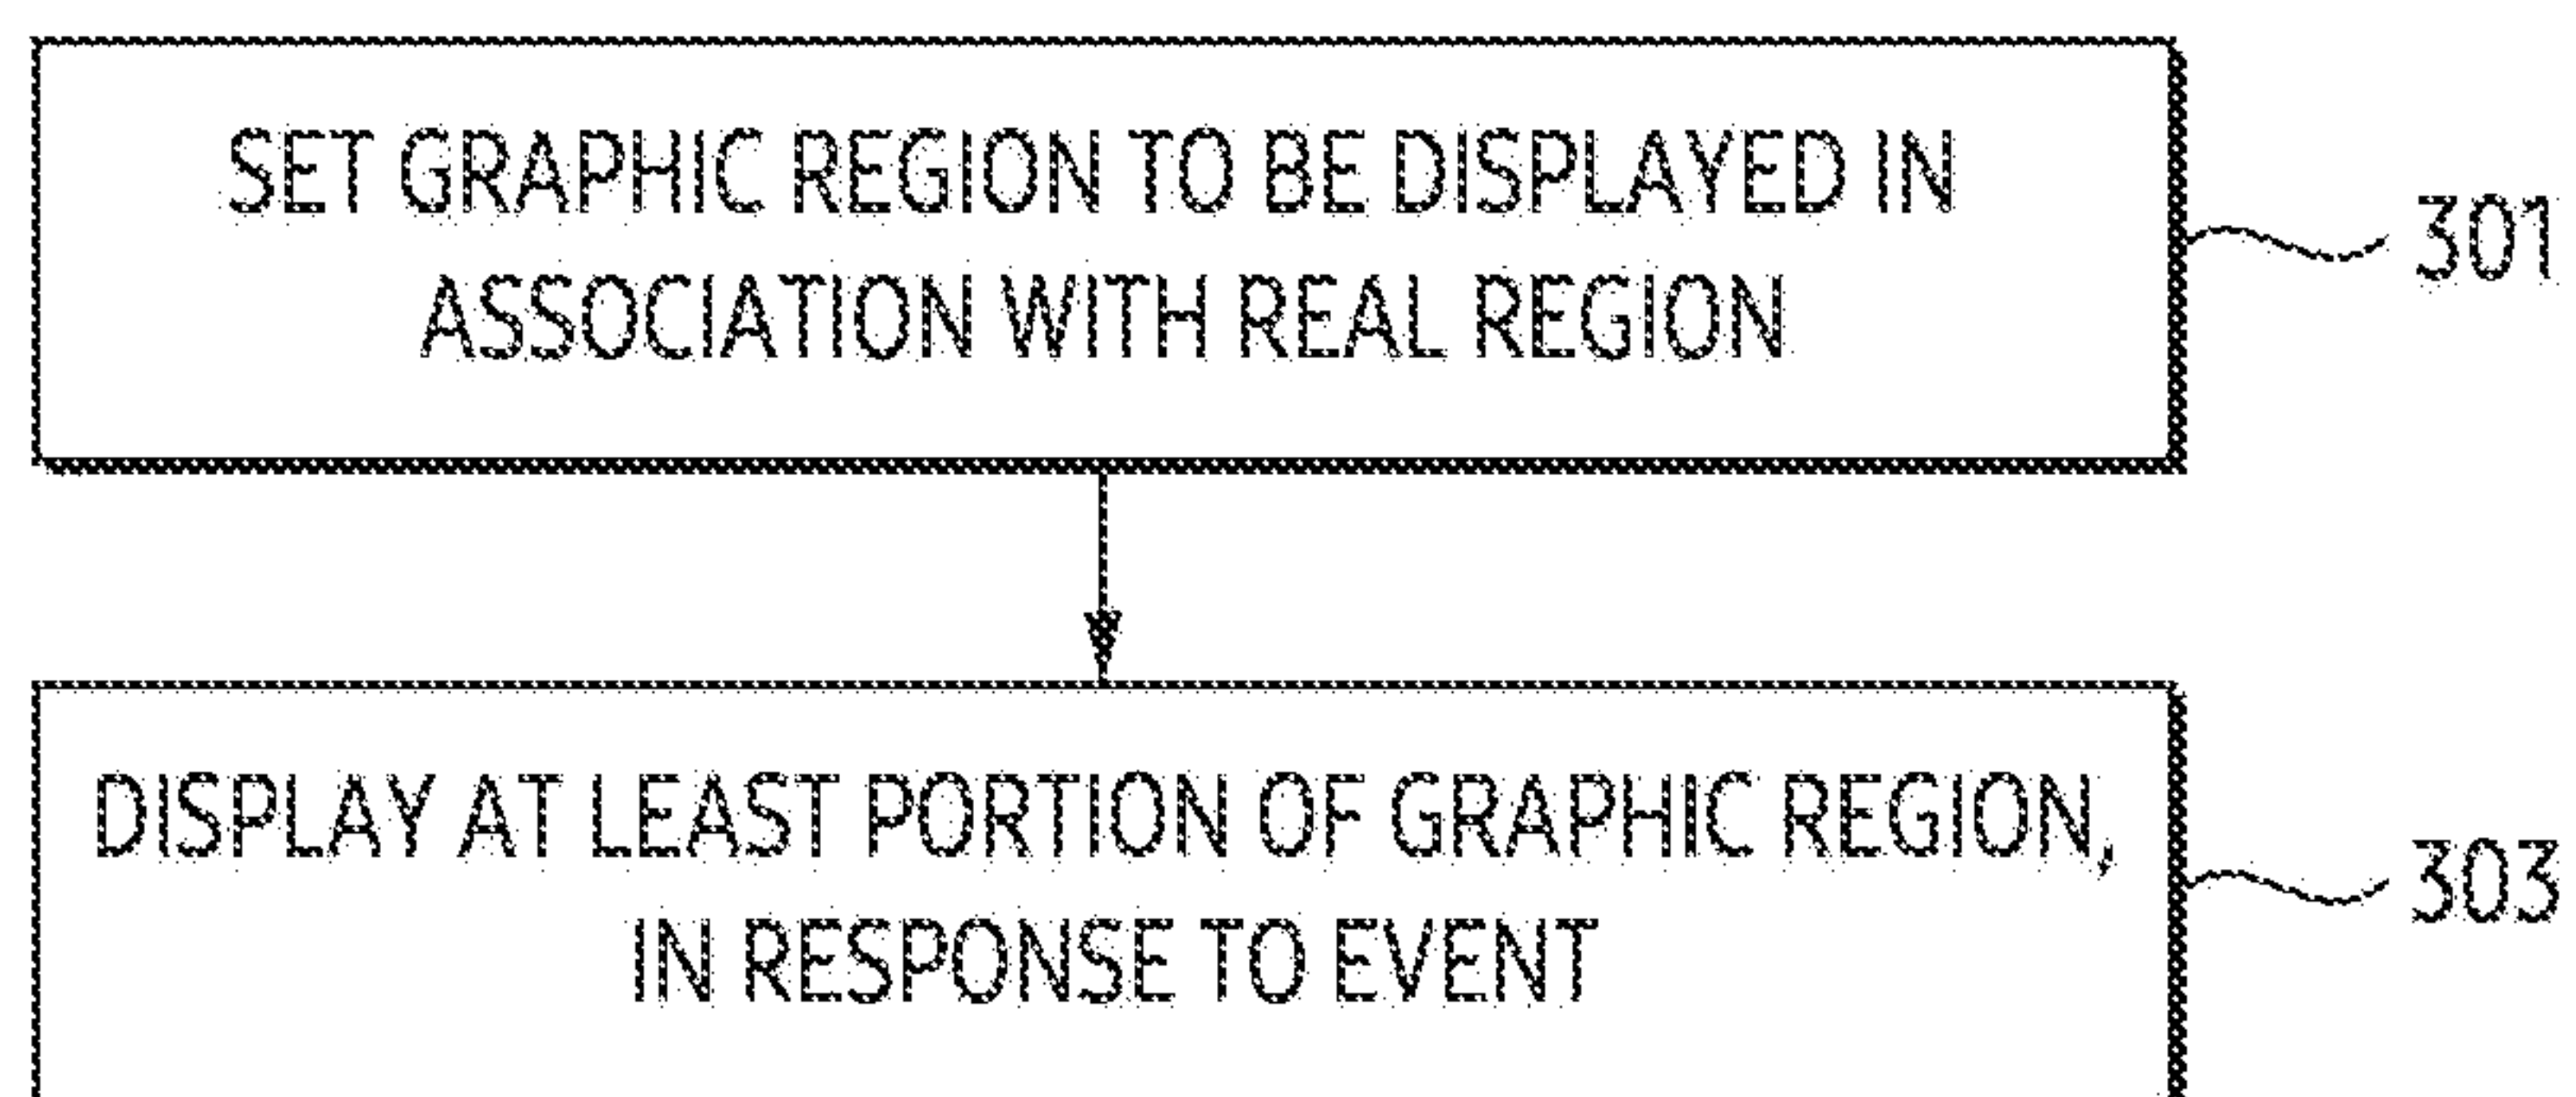 SET GRAPHIC REGION TO BE DISPLAYED IN
ASSOCIATION WITH REAL REGION
301
DISPLAY AT LEAST PORTION OF GRAPHIC REGION,
IN RESPONSE TO EVENT
303